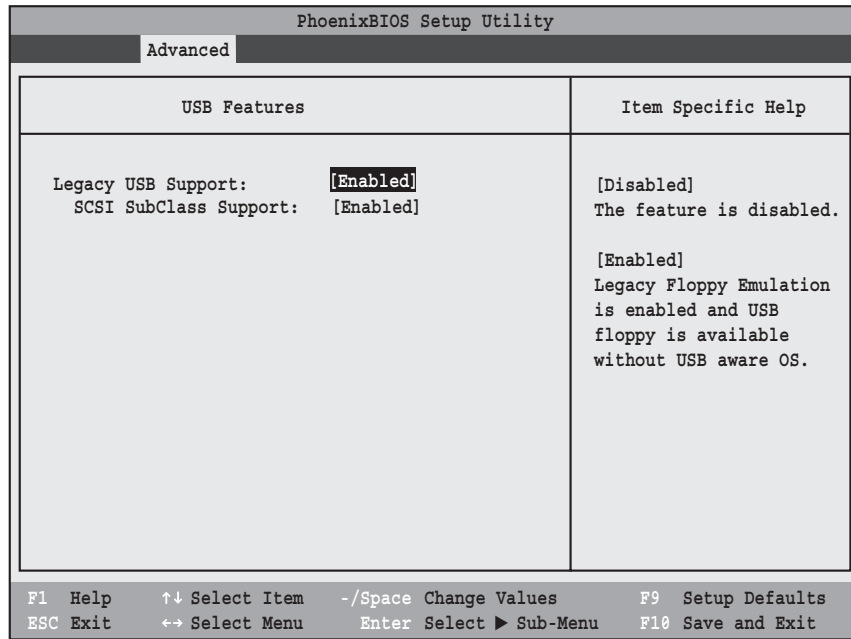 PhoenixBIOS Setup Utility
Advanced
USB Features
Item Specific Help
Legacy USB Support: [Enabled]
SCSI SubClass Support: [Enabled]
[Disabled]
The feature is disabled.
[Enabled]
Legacy Floppy Emulation
is enabled and USB
floppy is available
without USB aware OS.
F1 Help ↑↓ Select Item -/Space Change Values F9 Setup Defaults
ESC Exit ←→ Select Menu Enter Select ▶ Sub-Menu F10 Save and Exit